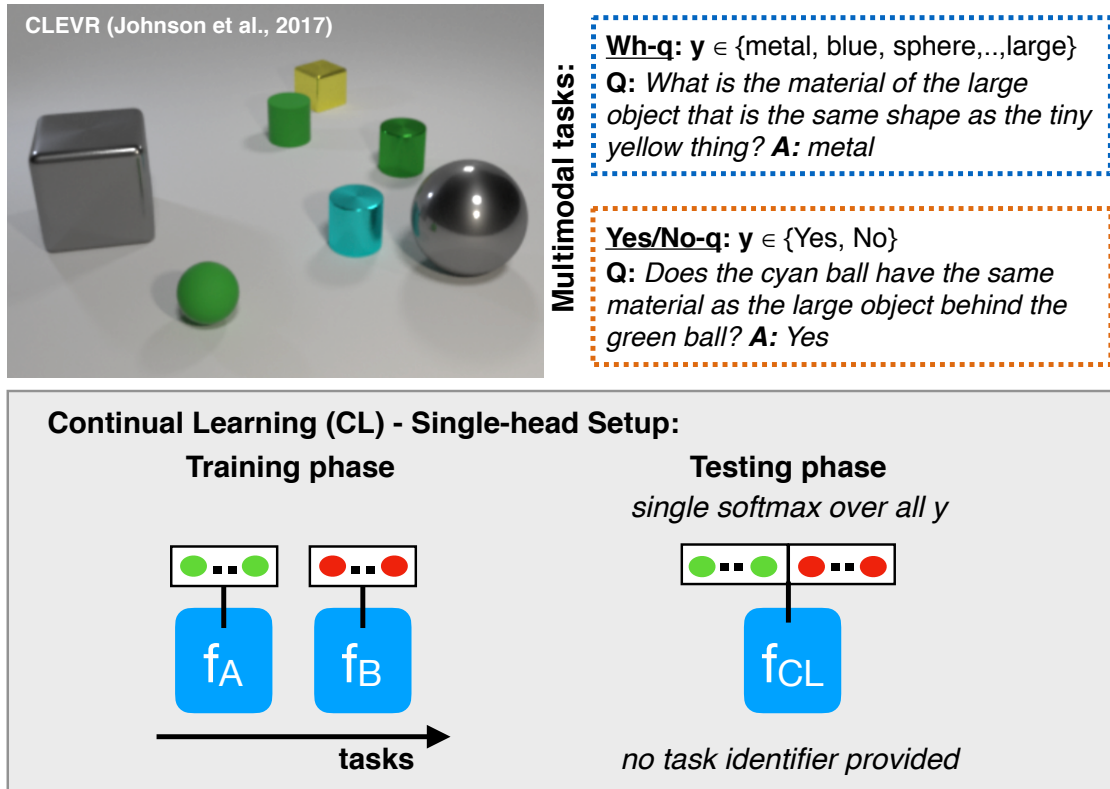 CLEVR (Johnson et al., 2017)
Multimodal tasks:
Wh-q: y ∈ {metal, blue, sphere,..,large}
Q: What is the material of the large
object that is the same shape as the tiny
yellow thing? A: metal
Yes/No-q: y ∈ {Yes, No}
Q: Does the cyan ball have the same
material as the large object behind the
green ball? A: Yes
Continual Learning (CL) - Single-head Setup:
Training phase
Testing phase
single softmax over all y
fA
fB
fCL
tasks
no task identifier provided